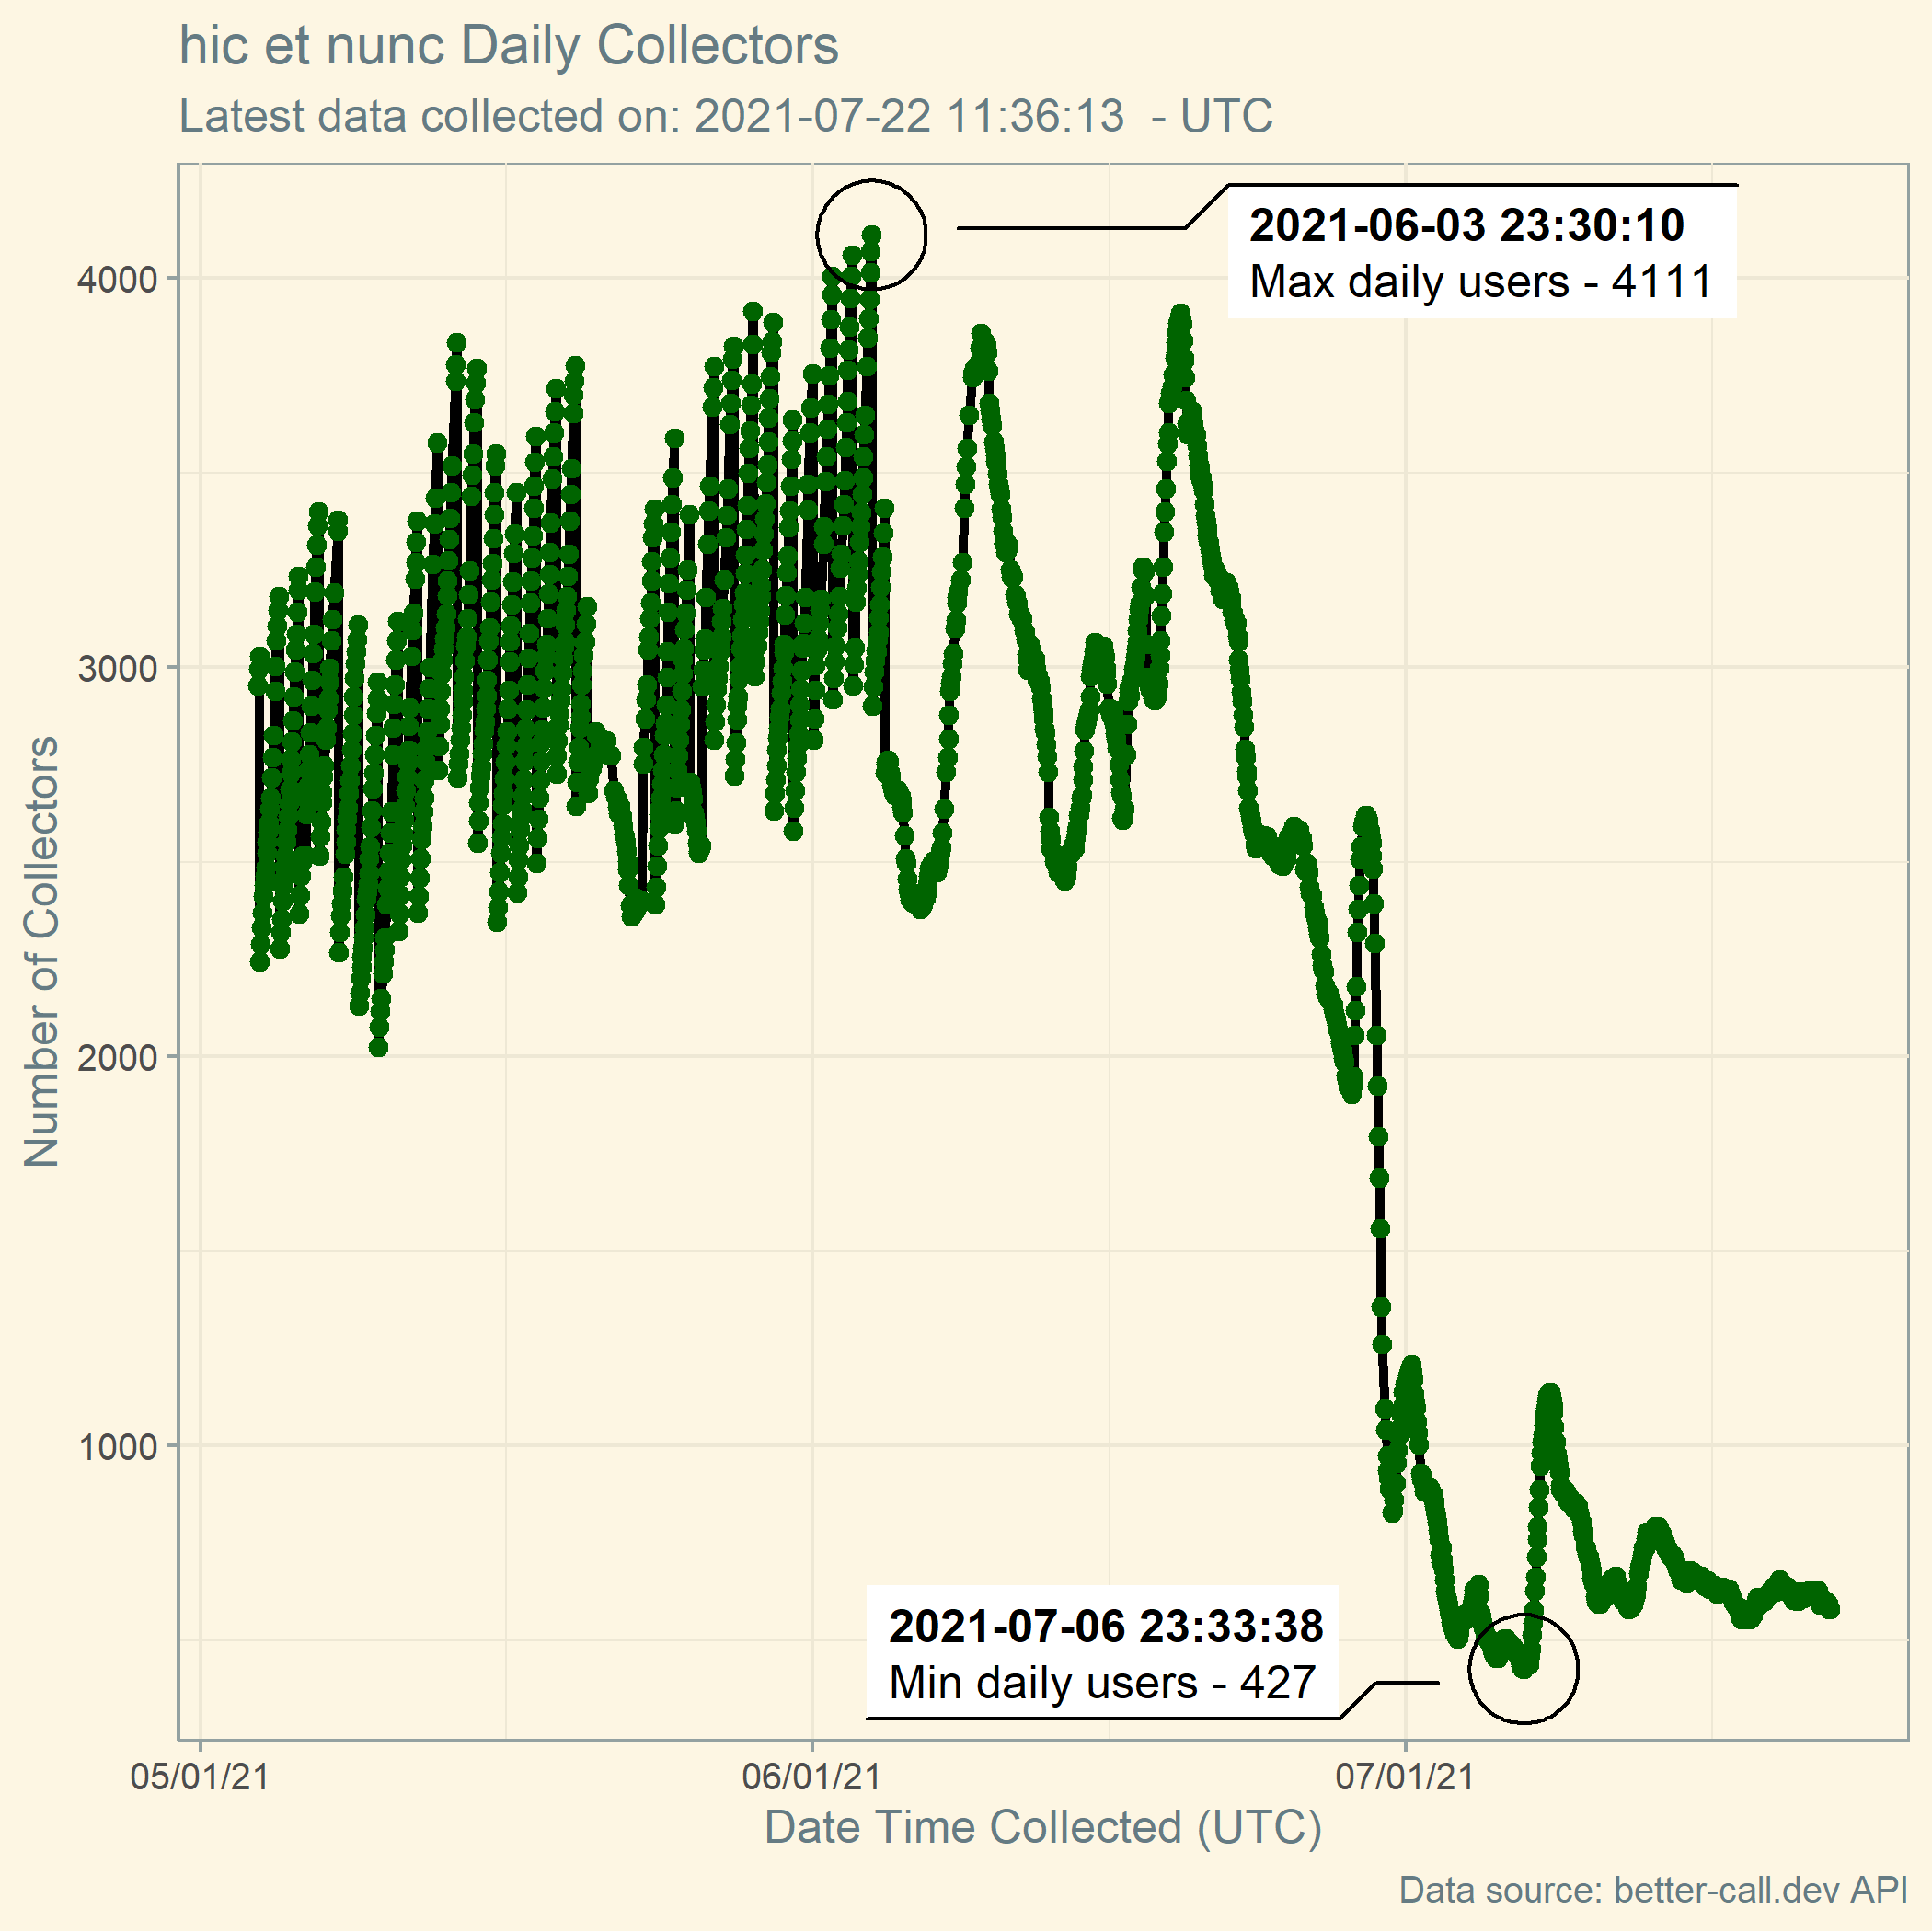 hic et nunc Daily Collectors
Latest data collected on: 2021-07-22 11:36:13 - UTC
2021-06-03 23:30:10
Max daily users - 4111
4000
3000
2000
1000
Number of Collectors
2021-07-06 23:33:38
Min daily users - 427
05/01/21 06/01/21 07/01/21
Date Time Collected (UTC)
Data source: better-call.dev API